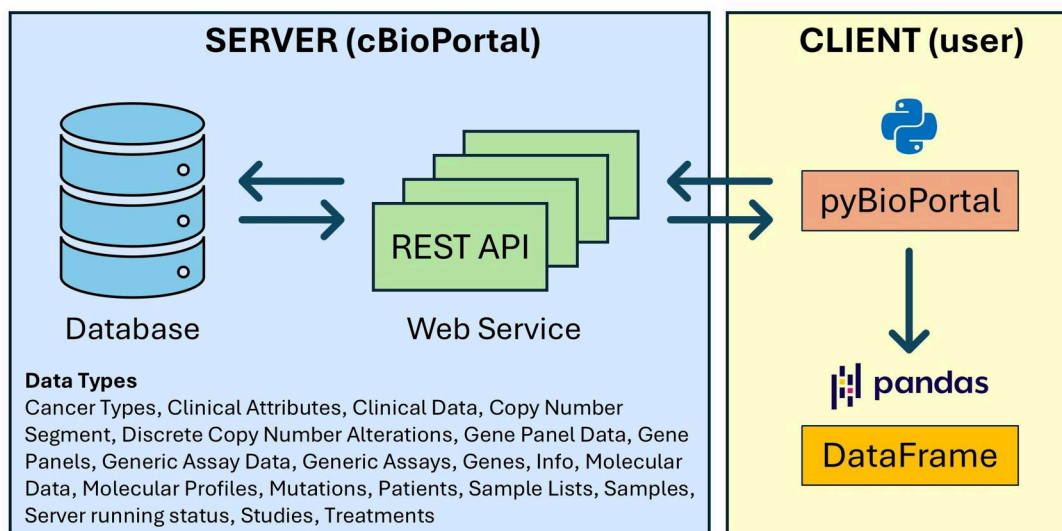 SERVER (cBioPortal)
CLIENT (user)
REST API
pyBioPortal
Database
Web Service
pandas
DataFrame
Data Types
Cancer Types, Clinical Attributes, Clinical Data, Copy Number
Segment, Discrete Copy Number Alterations, Gene Panel Data, Gene
Panels, Generic Assay Data, Generic Assays, Genes, Info, Molecular
Data, Molecular Profiles, Mutations, Patients, Sample Lists, Samples,
Server running status, Studies, Treatments